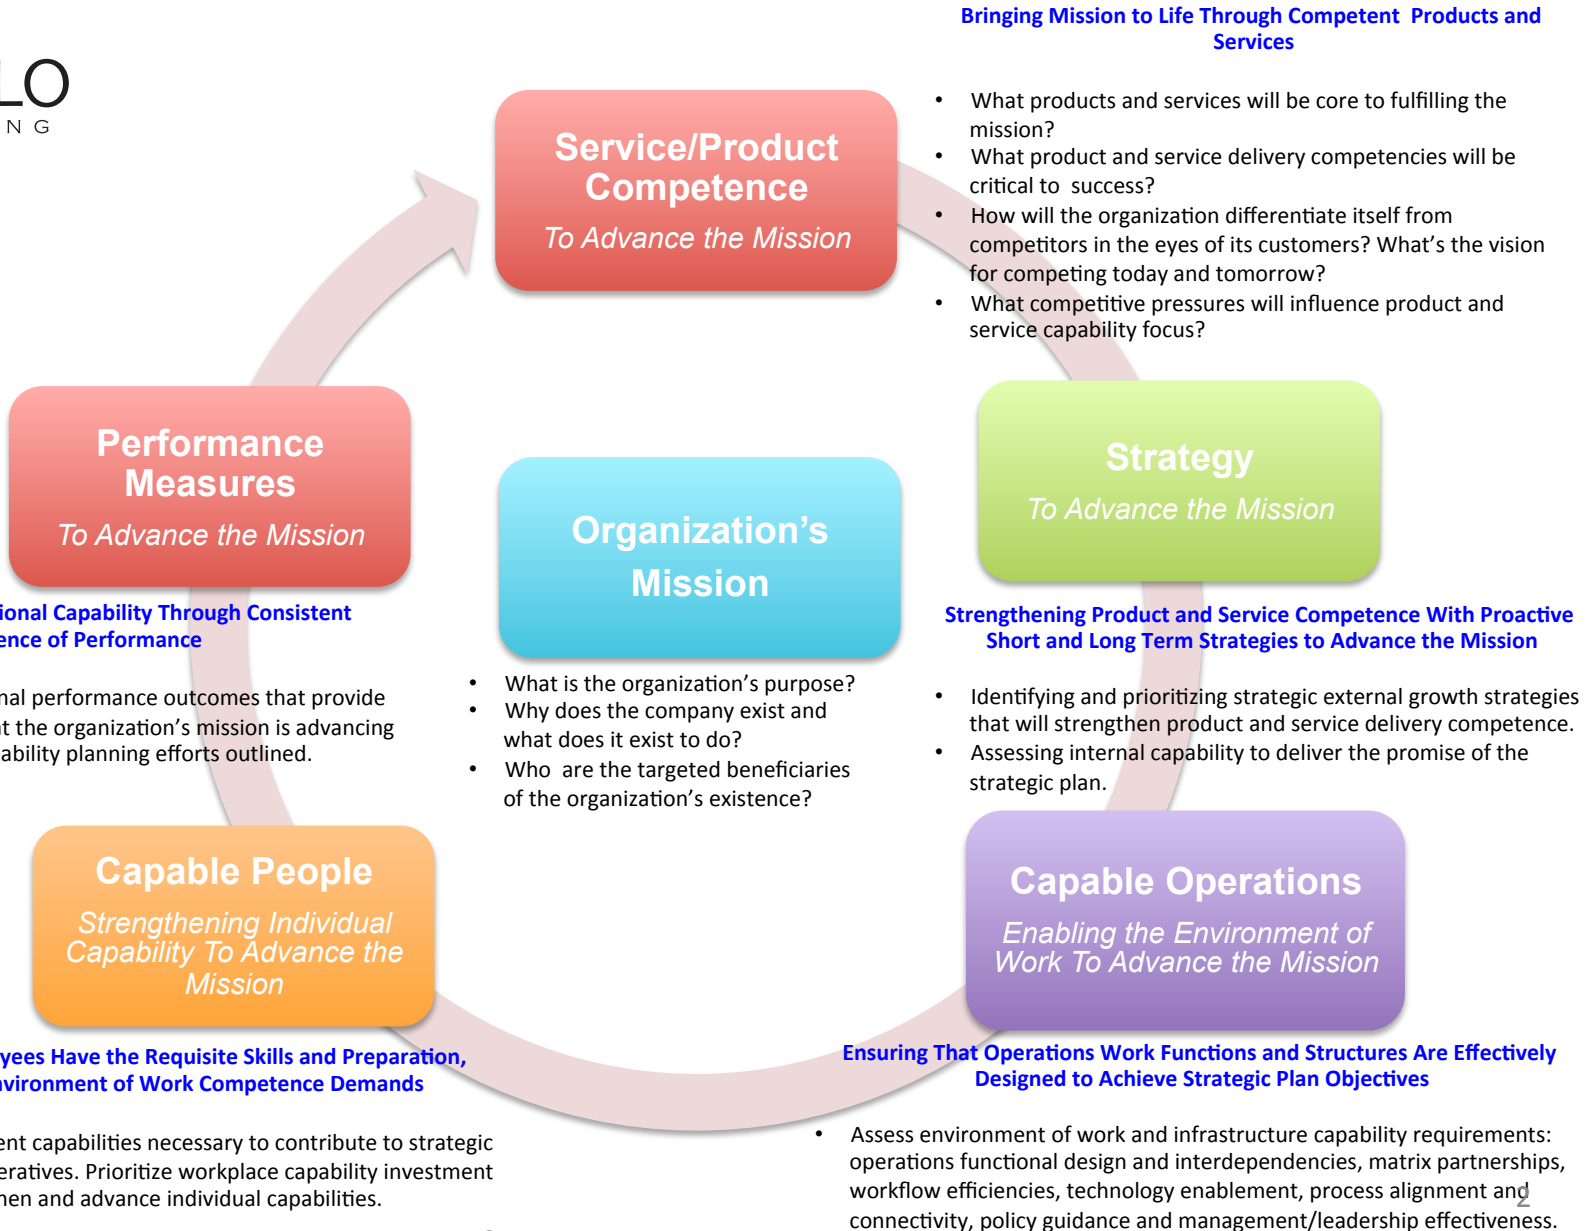 Bringing Mission to Life Through Competent Products and
Services
LO
N G
• What products and services will be core to fulfilling the
mission?
• What product and service delivery competencies will be
critical to success?
• How will the organization differentiate itself from
competitors in the eyes of its customers? What’s the vision
for competing today and tomorrow?
• What competitive pressures will influence product and
service capability focus?
Service/Product
Competence
To Advance the Mission
Strategy
To Advance the Mission
Strengthening Product and Service Competence With Proactive
Short and Long Term Strategies to Advance the Mission
• Identifying and prioritizing strategic external growth strategies
that will strengthen product and service delivery competence.
• Assessing internal capability to deliver the promise of the
strategic plan.
Performance
Measures
To Advance the Mission
ional Capability Through Consistent
ence of Performance
nal performance outcomes that provide
at the organization’s mission is advancing
ability planning efforts outlined.
Organization’s
Mission
• What is the organization’s purpose?
• Why does the company exist and
what does it exist to do?
• Who are the targeted beneficiaries
of the organization’s existence?
Capable People
Strengthening Individual
Capability To Advance the
Mission
yees Have the Requisite Skills and Preparation,
nvironment of Work Competence Demands
ent capabilities necessary to contribute to strategic
eratives. Prioritize workplace capability investment
hen and advance individual capabilities.
Capable Operations
Enabling the Environment of
Work To Advance the Mission
Ensuring That Operations Work Functions and Structures Are Effectively
Designed to Achieve Strategic Plan Objectives
• Assess environment of work and infrastructure capability requirements:
operations functional design and interdependencies, matrix partnerships,
workflow efficiencies, technology enablement, process alignment and
connectivity, policy guidance and management/leadership effectiveness.
2